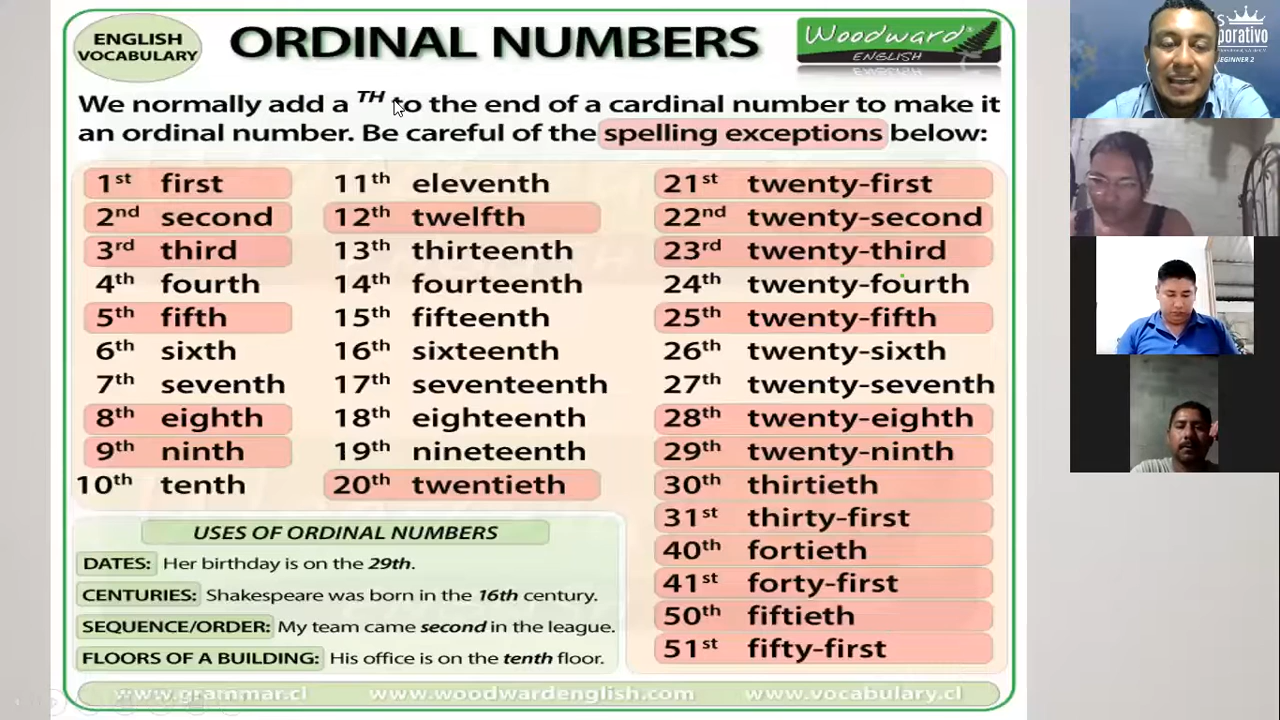 ENGLISH
VOCABULARY
ORDINAL NUMBERS
Woodward®
ENGLISH
We normally add a TH to the end of a cardinal number to make it
an ordinal number. Be careful of the spelling exceptions below:
1st first
2nd second
3rd third
4th fourth
5th fifth
6th sixth
7th seventh
8th eighth
9th ninth
10th tenth
11th eleventh
12th twelfth
13th thirteenth
14th fourteenth
15th fifteenth
16th sixteenth
17th seventeenth
18th eighteenth
19th nineteenth
20th twentieth
21st twenty-first
22nd twenty-second
23rd twenty-third
24th twenty-fourth
25th twenty-fifth
26th twenty-sixth
27th twenty-seventh
28th twenty-eighth
29th twenty-ninth
30th thirtieth
31st thirty-first
40th fortieth
41st forty-first
50th fiftieth
51st fifty-first
USES OF ORDINAL NUMBERS
DATES: Her birthday is on the 29th.
CENTURIES: Shakespeare was born in the 16th century.
SEQUENCE/ORDER: My team came second in the league.
FLOORS OF A BUILDING: His office is on the tenth floor.
www.grammar.cl www.woodwardenglish.com www.vocabulary.cl
S
porativo
EGINNER 2